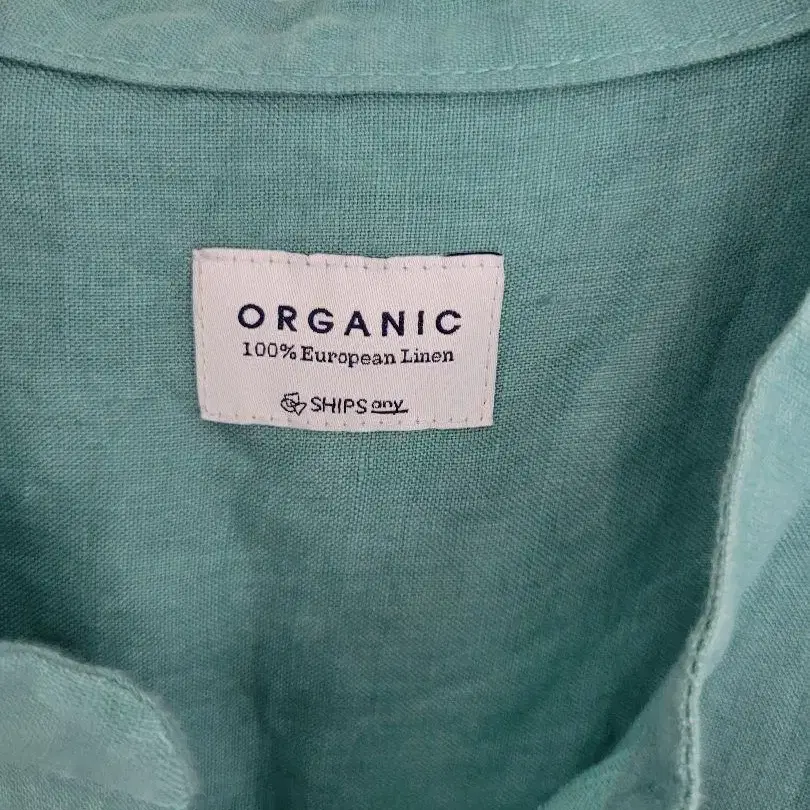 ORGANIC
100% European Linen
SHIPS any